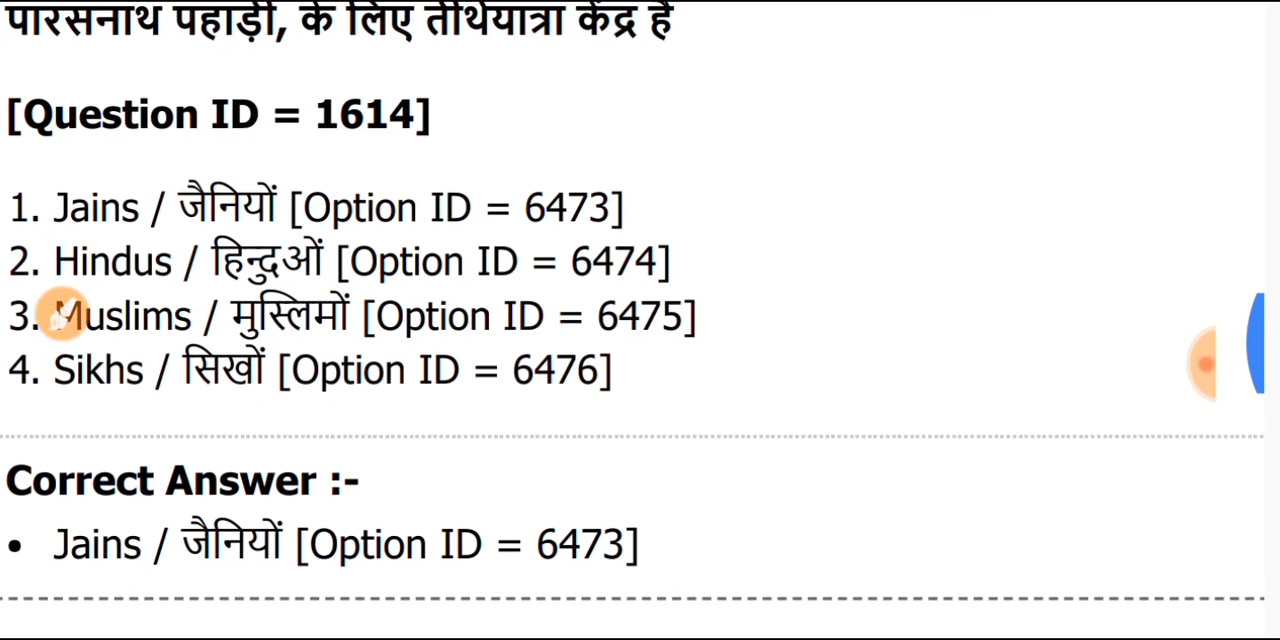 पारसनाथ पहाड़ी, के लिए तीर्थयात्रा केंद्र है
[Question ID = 1614]
1. Jains / जैनियों [Option ID = 6473]
2. Hindus / हिन्दुओं [Option ID = 6474]
3. Muslims / मुस्लिमों [Option ID = 6475]
4. Sikhs / सिखों [Option ID = 6476]
Correct Answer :-
• Jains / जैनियों [Option ID = 6473]